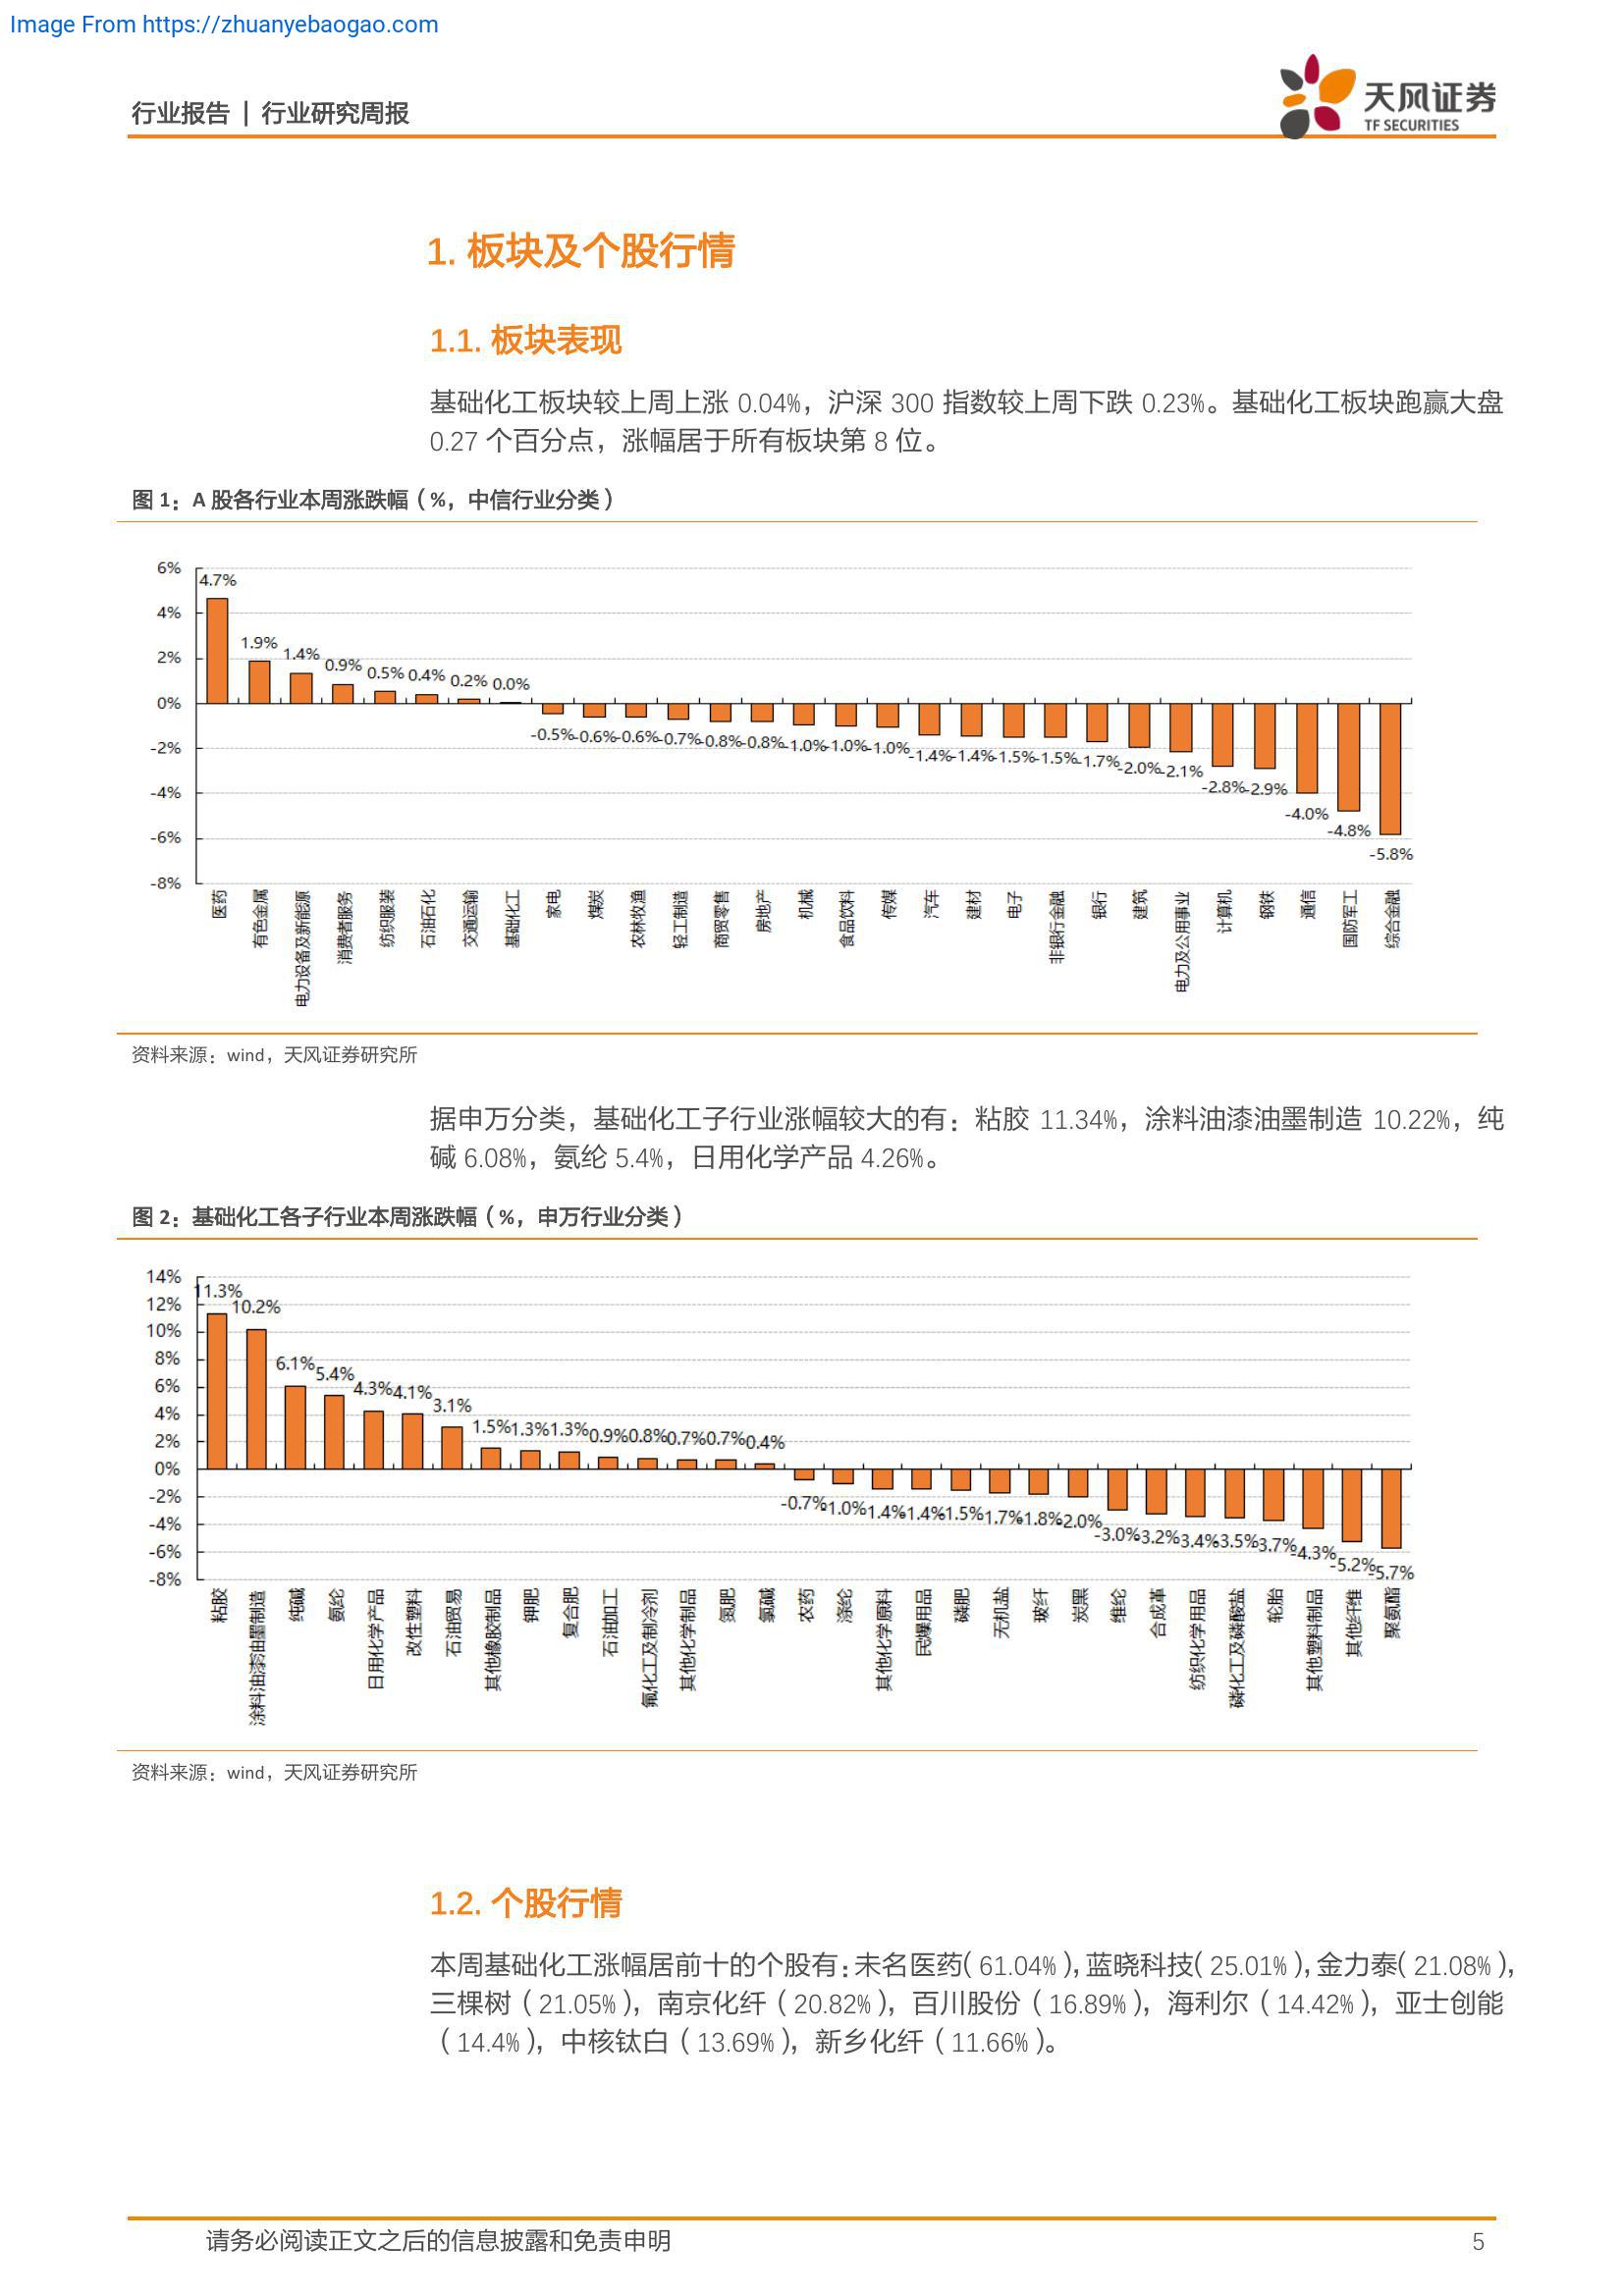 Image From https://zhuanyebaogao.com
行业报告 | 行业研究周报
天风证券
TF SECURITIES
1. 板块及个股行情
1.1. 板块表现
基础化工板块较上周上涨 0.04%，沪深 300 指数较上周下跌 0.23%。基础化工板块跑赢大盘
0.27 个百分点，涨幅居于所有板块第 8 位。
图 1：A 股各行业本周涨跌幅（%，中信行业分类）
6%
4%
2%
0%
-2%
-4%
-6%
-8%
4.7% 1.9% 1.4% 0.9% 0.5% 0.4% 0.2% 0.0% -0.5% -0.6% -0.6% -0.7% -0.8% -0.8% -1.0% -1.0% -1.0% -1.4% -1.4% -1.5% -1.5% -1.7% -2.0% -2.1% -2.8% -2.9% -4.0% -4.8% -5.8%
医药 有色金属 电力设备及新能源 消费者服务 纺织服装 石油石化 交通运输 基础化工 家电 煤炭 农林牧渔 轻工制造 商贸零售 房地产 机械 食品饮料 传媒 汽车 建材 电子 非银行金融 银行 建筑 电力及公用事业 计算机 钢铁 通信 国防军工 综合金融
资料来源：wind，天风证券研究所
据申万分类，基础化工子行业涨幅较大的有：粘胶 11.34%，涂料油漆油墨制造 10.22%，纯
碱 6.08%，氨纶 5.4%，日用化学产品 4.26%。
图 2：基础化工各子行业本周涨跌幅（%，申万行业分类）
14%
12%
10%
8%
6%
4%
2%
0%
-2%
-4%
-6%
-8%
11.3% 10.2% 6.1% 5.4% 4.3% 4.1% 3.1% 1.5% 1.3% 1.3% 0.9% 0.8% 0.7% 0.7% 0.4% -0.7% -1.0% -1.4% -1.4% -1.5% -1.7% -1.8% -2.0% -3.0% -3.2% -3.4% -3.5% -3.7% -4.3% -5.2% -5.7%
粘胶 涂料油漆油墨制造 纯碱 氨纶 日用化学产品 改性塑料 石油贸易 其他橡胶制品 钾肥 复合肥 石油加工 氟化工及制冷剂 其他化学制品 氮肥 氯碱 农药 涤纶 其他化学原料 民爆用品 磷肥 无机盐 玻纤 炭黑 维纶 合成革 纺织化学用品 磷化工及磷酸盐 轮胎 其他塑料制品 其他纤维 聚氨酯
资料来源：wind，天风证券研究所
1.2. 个股行情
本周基础化工涨幅居前十的个股有：未名医药（61.04%），蓝晓科技（25.01%），金力泰（21.08%），
三棵树（21.05%），南京化纤（20.82%），百川股份（16.89%），海利尔（14.42%），亚士创能
（14.4%），中核钛白（13.69%），新乡化纤（11.66%）。
请务必阅读正文之后的信息披露和免责申明
5